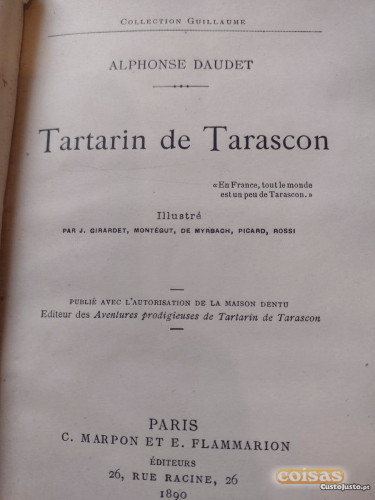 COLLECTION GUILLAUME
ALPHONSE DAUDET
Tartarin de Tarascon
«En France, tout le monde
est un peu de Tarascon.»
Illustré
PAR J. GIRARDET, MONTÉGUT, DE MYRBACH, PICARD, ROSSI
PUBLIÉ AVEC L'AUTORISATION DE LA MAISON DENTU
Editeur des Aventures prodigieuses de Tartarin de Tarascon
PARIS
C. MARPON ET E. FLAMMARION
ÉDITEURS
26, RUE RACINE, 26
1890
coisas
CustoJusto.pt